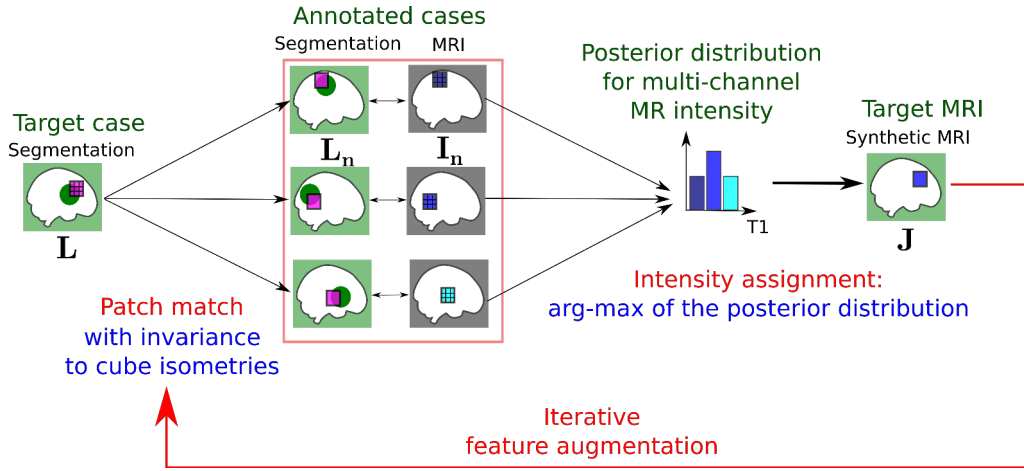 Annotated cases
Segmentation MRI
Target case
Segmentation
L
Lₙ Iₙ
Patch match
with invariance
to cube isometries
Posterior distribution
for multi-channel
MR intensity
T1
Target MRI
Synthetic MRI
J
Intensity assignment:
arg-max of the posterior distribution
Iterative
feature augmentation